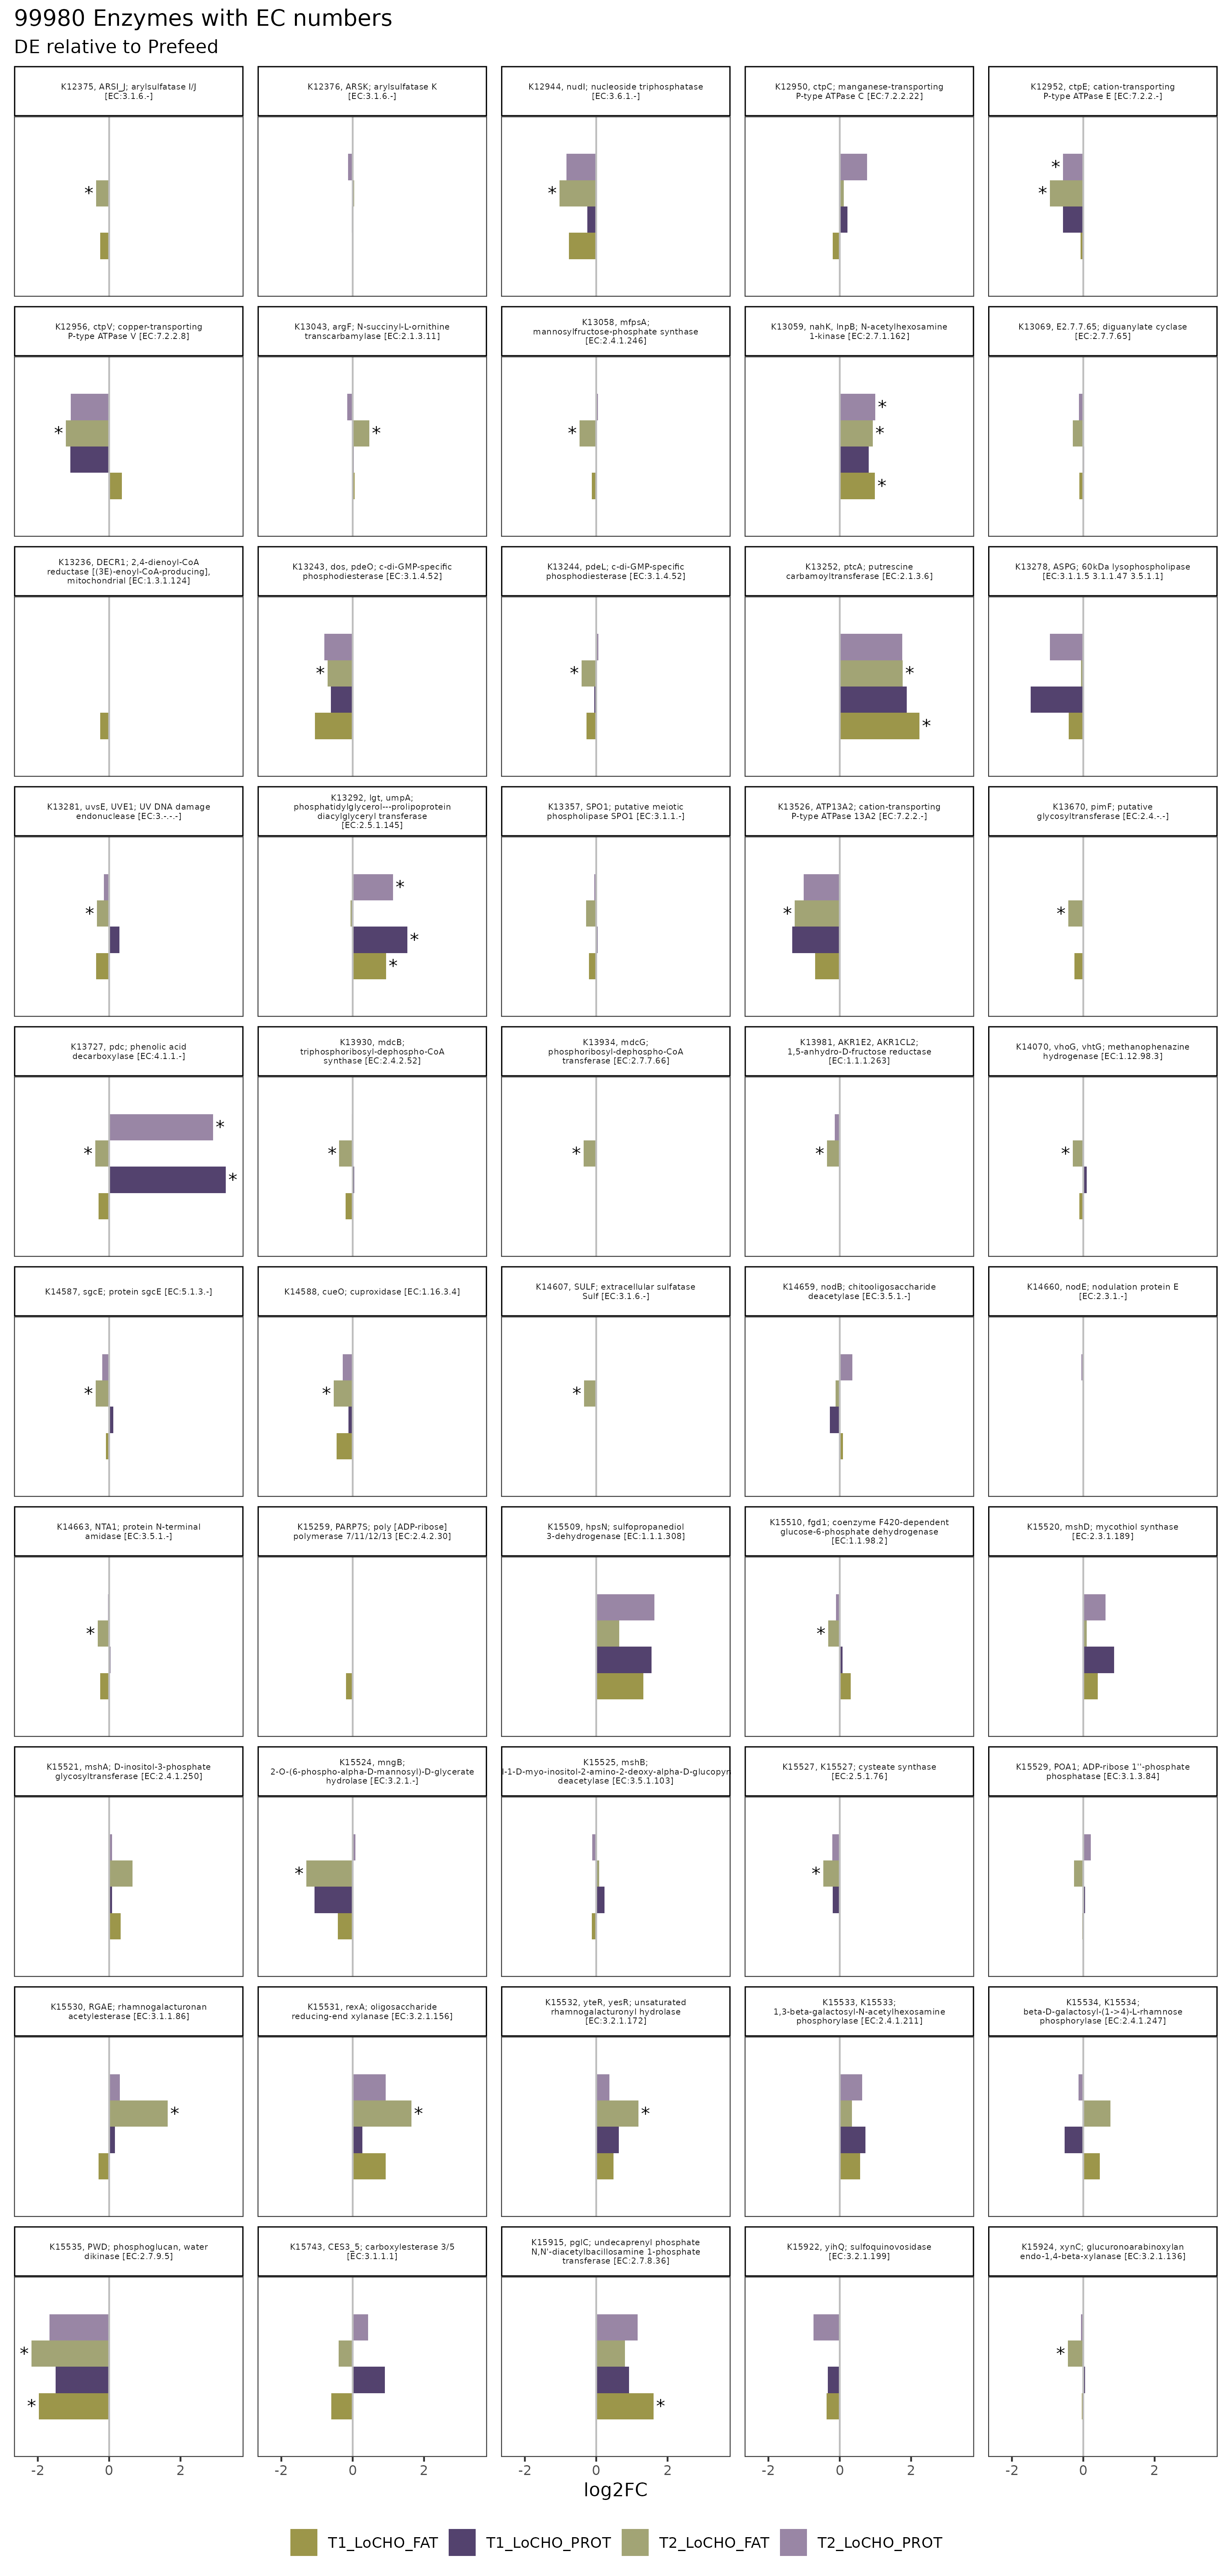 99980 Enzymes with EC numbers
DE relative to Prefeed
K12375, ARSI_J; arylsulfatase I/J
[EC:3.1.6.-]
K12376, ARSK; arylsulfatase K
[EC:3.1.6.-]
K12944, nudI; nucleoside triphosphatase
[EC:3.6.1.-]
K12950, ctpC; manganese-transporting
P-type ATPase C [EC:7.2.2.22]
K12952, ctpE; cation-transporting
P-type ATPase E [EC:7.2.2.-]
*
*
*
*
K12956, ctpV; copper-transporting
P-type ATPase V [EC:7.2.2.8]
K13043, argF; N-succinyl-L-ornithine
transcarbamylase [EC:2.1.3.11]
K13058, mfpsA;
mannosylfructose-phosphate synthase
[EC:2.4.1.246]
K13059, nahK, lnpB; N-acetylhexosamine
1-kinase [EC:2.7.1.162]
K13069, E2.7.7.65; diguanylate cyclase
[EC:2.7.7.65]
*
*
*
*
*
*
K13236, DECR1; 2,4-dienoyl-CoA
reductase [(3E)-enoyl-CoA-producing],
mitochondrial [EC:1.3.1.124]
K13243, dos, pdeO; c-di-GMP-specific
phosphodiesterase [EC:3.1.4.52]
K13244, pdeL; c-di-GMP-specific
phosphodiesterase [EC:3.1.4.52]
K13252, ptcA; putrescine
carbamoyltransferase [EC:2.1.3.6]
K13278, ASPG; 60kDa lysophospholipase
[EC:3.1.1.5 3.1.1.47 3.5.1.1]
*
*
*
*
K13281, uvsE, UVE1; UV DNA damage
endonuclease [EC:3.-.-.-]
K13292, lgt, umpA;
phosphatidylglycerol---prolipoprotein
diacylglyceryl transferase
[EC:2.5.1.145]
K13357, SPO1; putative meiotic
phospholipase SPO1 [EC:3.1.1.-]
K13526, ATP13A2; cation-transporting
P-type ATPase 13A2 [EC:7.2.2.-]
K13670, pimF; putative
glycosyltransferase [EC:2.4.-.-]
*
*
*
*
*
*
K13727, pdc; phenolic acid
decarboxylase [EC:4.1.1.-]
K13930, mdcB;
triphosphoribosyl-dephospho-CoA
synthase [EC:2.4.2.52]
K13934, mdcG;
phosphoribosyl-dephospho-CoA
transferase [EC:2.7.7.66]
K13981, AKR1E2, AKR1CL2;
1,5-anhydro-D-fructose reductase
[EC:1.1.1.263]
K14070, vhoG, vhtG; methanophenazine
hydrogenase [EC:1.12.98.3]
*
*
*
*
*
*
*
K14587, sgcE; protein sgcE [EC:5.1.3.-]
K14588, cueO; cuproxidase [EC:1.16.3.4]
K14607, SULF; extracellular sulfatase
Sulf [EC:3.1.6.-]
K14659, nodB; chitooligosaccharide
deacetylase [EC:3.5.1.-]
K14660, nodE; nodulation protein E
[EC:2.3.1.-]
*
*
*
K14663, NTA1; protein N-terminal
amidase [EC:3.5.1.-]
K15259, PARP7S; poly [ADP-ribose]
polymerase 7/11/12/13 [EC:2.4.2.30]
K15509, hpsN; sulfopropanediol
3-dehydrogenase [EC:1.1.1.308]
K15510, fgd1; coenzyme F420-dependent
glucose-6-phosphate dehydrogenase
[EC:1.1.98.2]
K15520, mshD; mycothiol synthase
[EC:2.3.1.189]
*
*
K15521, mshA; D-inositol-3-phosphate
glycosyltransferase [EC:2.4.1.250]
K15524, mngB;
2-O-(6-phospho-alpha-D-mannosyl)-D-glycerate
hydrolase [EC:3.2.1.-]
K15525, mshB;
l-1-D-myo-inositol-2-amino-2-deoxy-alpha-D-glucopyr
deacetylase [EC:3.5.1.103]
K15527, K15527; cysteate synthase
[EC:2.5.1.76]
K15529, POA1; ADP-ribose 1''-phosphate
phosphatase [EC:3.1.3.84]
*
*
K15530, RGAE; rhamnogalacturonan
acetylesterase [EC:3.1.1.86]
K15531, rexA; oligosaccharide
reducing-end xylanase [EC:3.2.1.156]
K15532, yteR, yesR; unsaturated
rhamnogalacturonyl hydrolase
[EC:3.2.1.172]
K15533, K15533;
1,3-beta-galactosyl-N-acetylhexosamine
phosphorylase [EC:2.4.1.211]
K15534, K15534;
beta-D-galactosyl-(1->4)-L-rhamnose
phosphorylase [EC:2.4.1.247]
*
*
*
K15535, PWD; phosphoglucan, water
dikinase [EC:2.7.9.5]
K15743, CES3_5; carboxylesterase 3/5
[EC:3.1.1.1]
K15915, pglC; undecaprenyl phosphate
N,N'-diacetylbacillosamine 1-phosphate
transferase [EC:2.7.8.36]
K15922, yihQ; sulfoquinovosidase
[EC:3.2.1.199]
K15924, xynC; glucuronoarabinoxylan
endo-1,4-beta-xylanase [EC:3.2.1.136]
*
*
*
*
-2 0 2 -2 0 2 -2 0 2 -2 0 2 -2 0 2
log2FC
T1_LoCHO_FAT T1_LoCHO_PROT T2_LoCHO_FAT T2_LoCHO_PROT